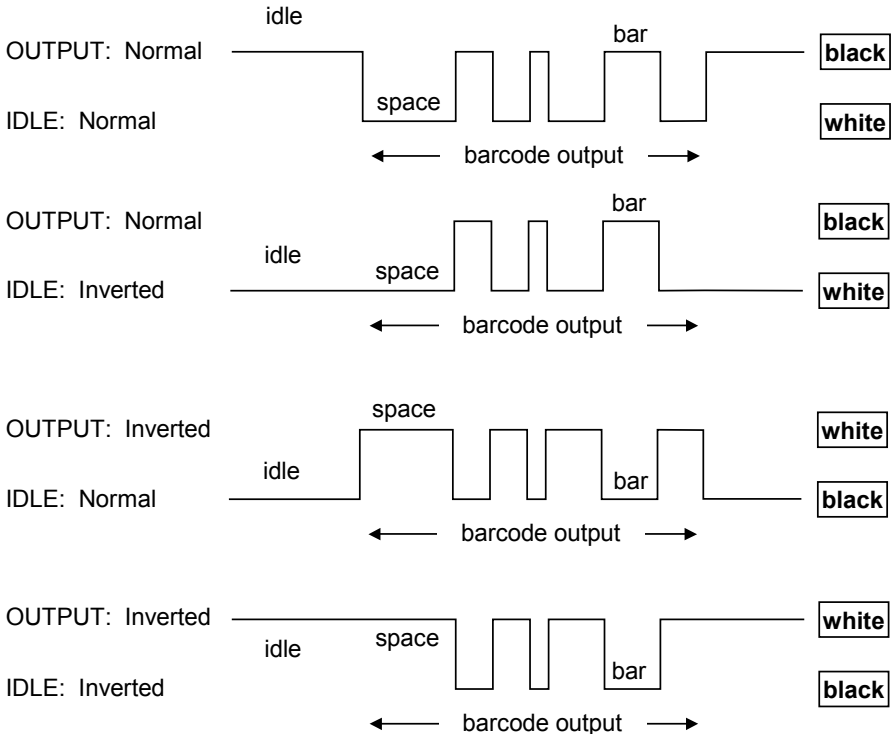 idle
OUTPUT: Normal bar black
space
IDLE: Normal white
barcode output
bar
OUTPUT: Normal black
idle
space
IDLE: Inverted white
barcode output
space
OUTPUT: Inverted white
idle bar
IDLE: Normal black
barcode output
OUTPUT: Inverted white
idle space
bar
IDLE: Inverted black
barcode output